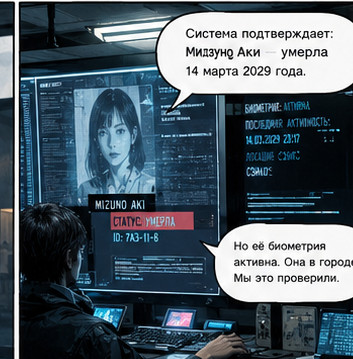 Система подтверждает:
Мидзуно Аки — умерла
14 марта 2029 года.
БИОМЕТРИЯ:
ПОСЛЕДНЯЯ АКТИВНОСТЬ:
14.03.2029 23:17
MIZUNO AKI
СТАТУС: УМЕРЛА
ID: 7A3-11-8
Но её биометрия
активна. Она в городе
Мы это проверили.